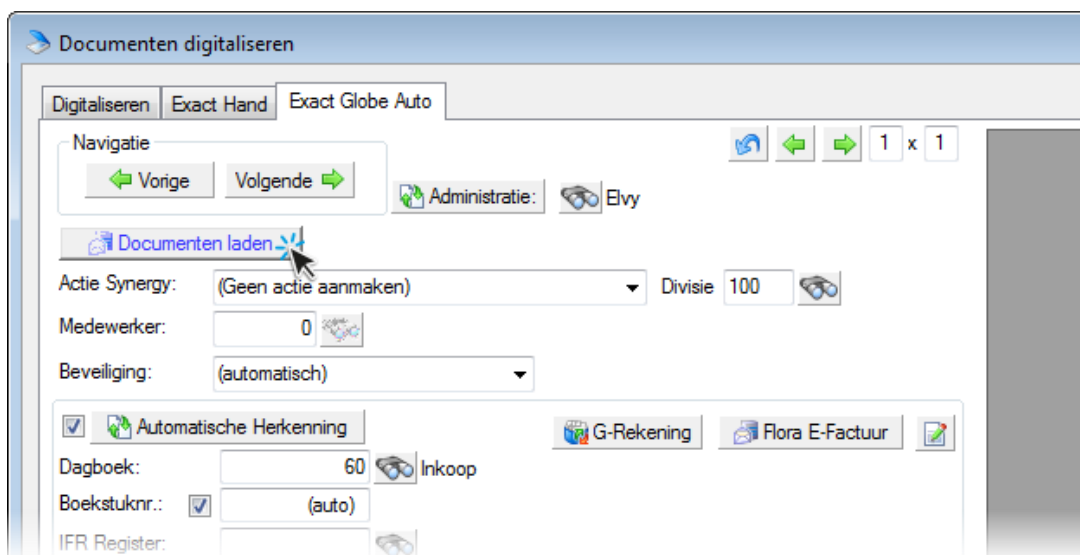 Documenten digitaliseren
Digitaliseren Exact Hand Exact Globe Auto
Navigatie
Vorige Volgende
1 x 1
Administratie: Elvy
Documenten laden
Actie Synergy: (Geen actie aanmaken) Divisie 100
Medewerker: 0
Beveiliging: (automatisch)
Automatische Herkenning G-Rekening Flora E-Factuur
Dagboek: 60 Inkoop
Boekstuknr.: (auto)
IFR Register: